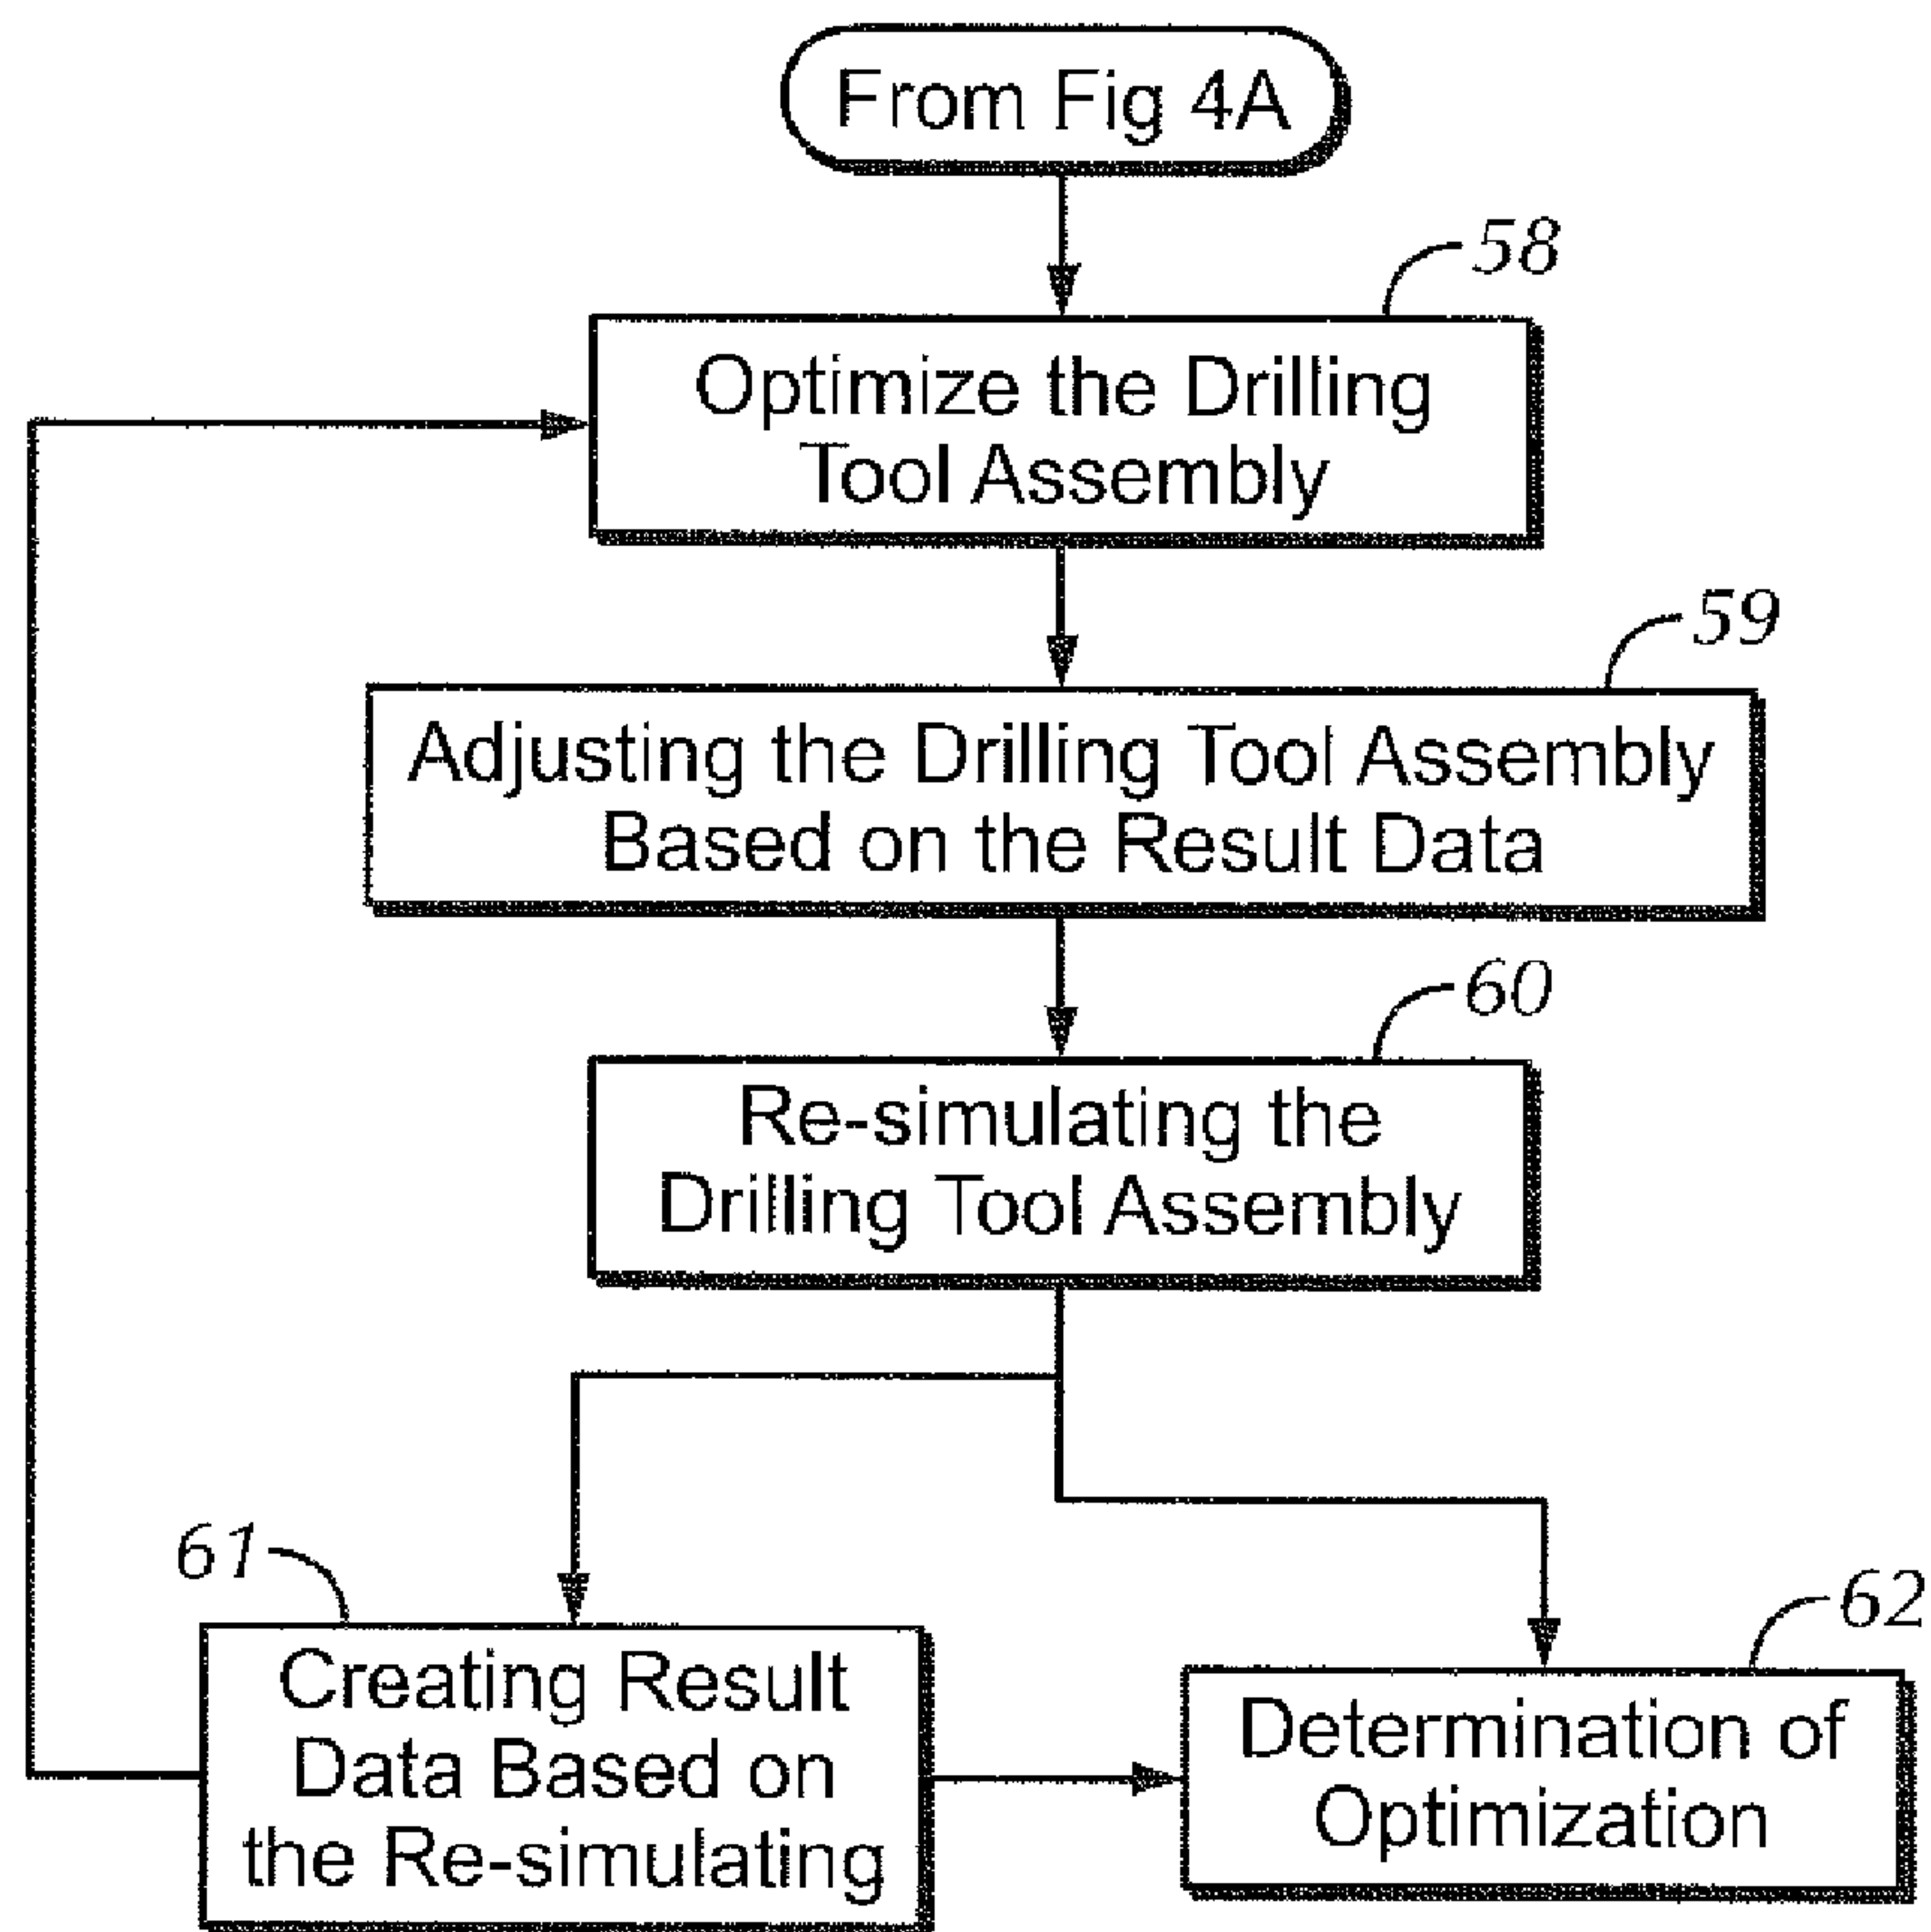 From Fig 4A
58
Optimize the Drilling
Tool Assembly
59
Adjusting the Drilling Tool Assembly
Based on the Result Data
60
Re-simulating the
Drilling Tool Assembly
61
Creating Result
Data Based on
the Re-simulating
62
Determination of
Optimization